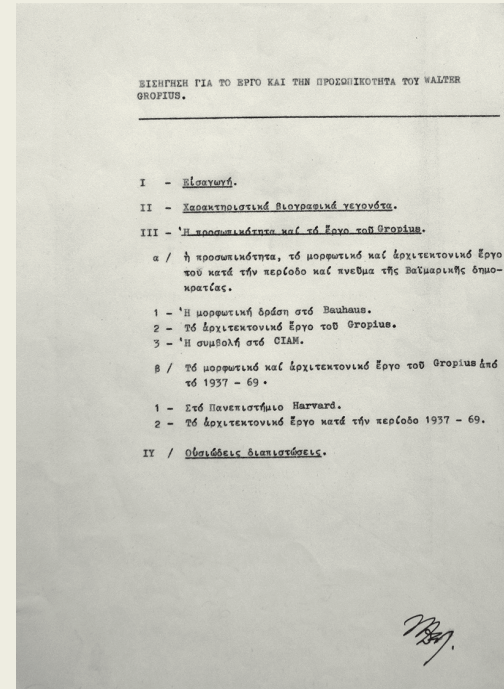 ΕΙΣΗΓΗΣΗ ΓΙΑ ΤΟ ΕΡΓΟ ΚΑΙ ΤΗΝ ΠΡΟΣΩΠΙΚΟΤΗΤΑ ΤΟΥ WALTER
GROPIUS.
I - Εἰσαγωγή.
II - Χαρακτηριστικά βιογραφικά γεγονότα.
III - Ἡ προσωπικότητα καί τό ἔργο τοῦ Gropius.
α / ἡ προσωπικότητα, τό μορφωτικό καί ἀρχιτεκτονικό ἔργο
τοῦ κατά τήν περίοδο καί πνεῦμα τῆς Βαϊμαρικῆς δημο-
κρατίας.
1 - Ἡ μορφωτική δράση στό Bauhaus.
2 - Τό ἀρχιτεκτονικό ἔργο τοῦ Gropius.
3 - Ἡ συμβολή στό CIAM.
β / Τό μορφωτικό καί ἀρχιτεκτονικό ἔργο τοῦ Gropius ἀπό
τό 1937 - 69.
1 - Στό Πανεπιστήμιο Harvard.
2 - Τό ἀρχιτεκτονικό ἔργο κατά τήν περίοδο 1937 - 69.
IY / Οὐσιώδεις διαπιστώσεις.